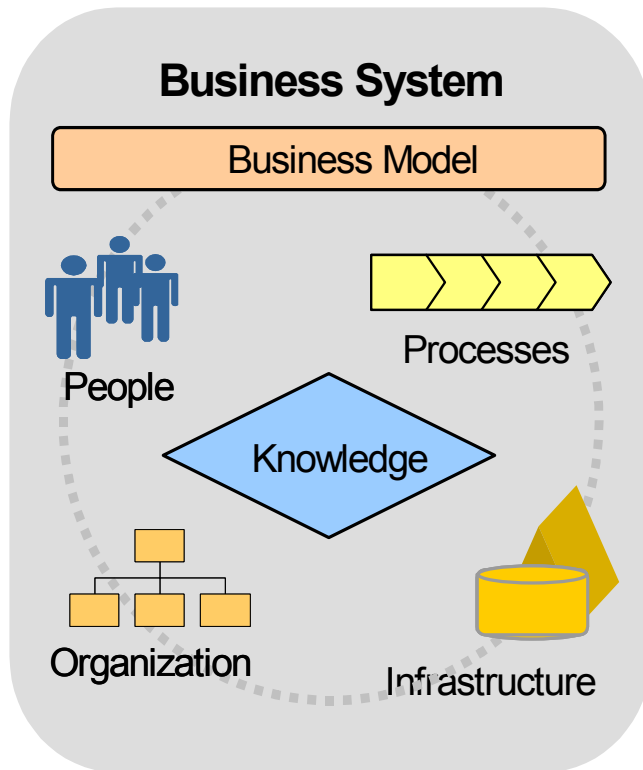 Business System
Business Model
People
Processes
Knowledge
Organization
Infrastructure